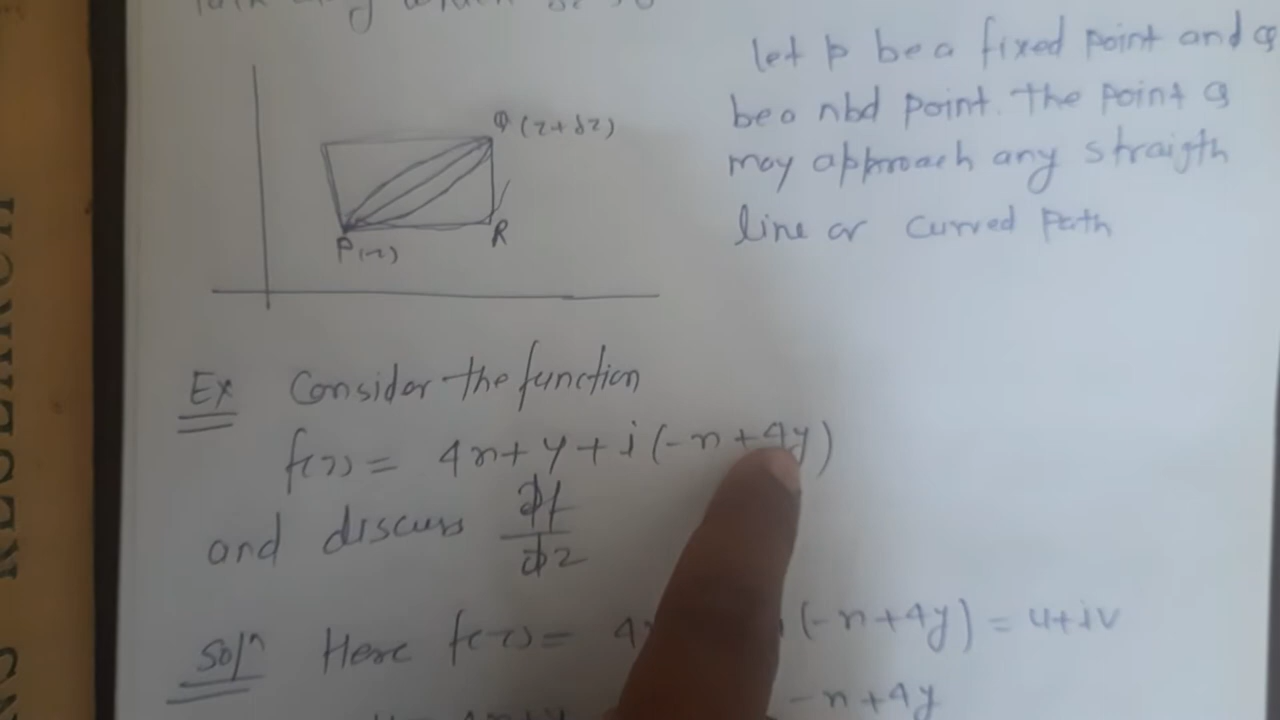 let p be a fixed point and Q
be a nbd point. The point Q
may approach any straigth
line or curved Path
Q (z+δz)
P(z)
R
Ex Consider the function
f(z) = 4x+y+i(-x+4y)
and discuss df/dz
Solⁿ Here f(z) = 4 (-x+4y) = u+iv
-x+4y